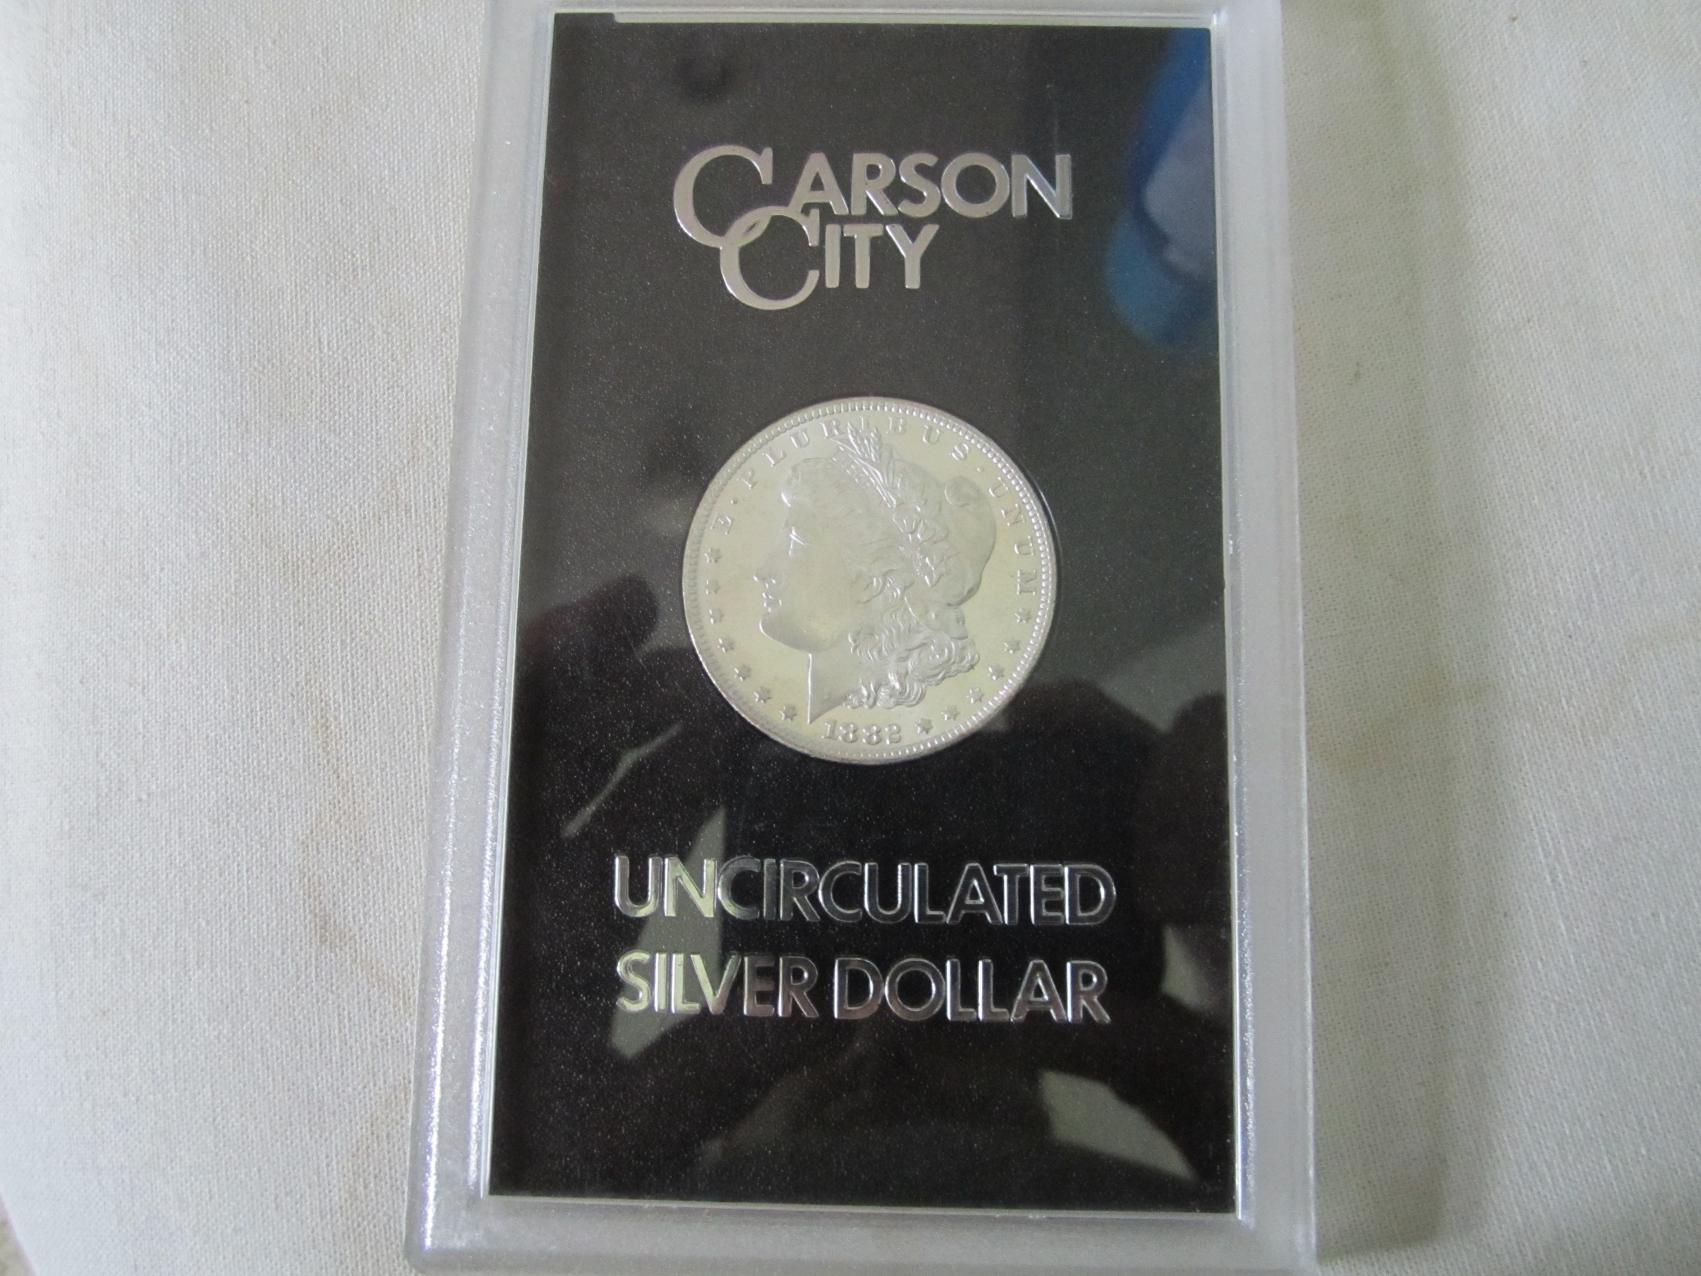 CARSON
CITY
E · PLURIBUS · UNUM
1882
UNCIRCULATED
SILVER DOLLAR